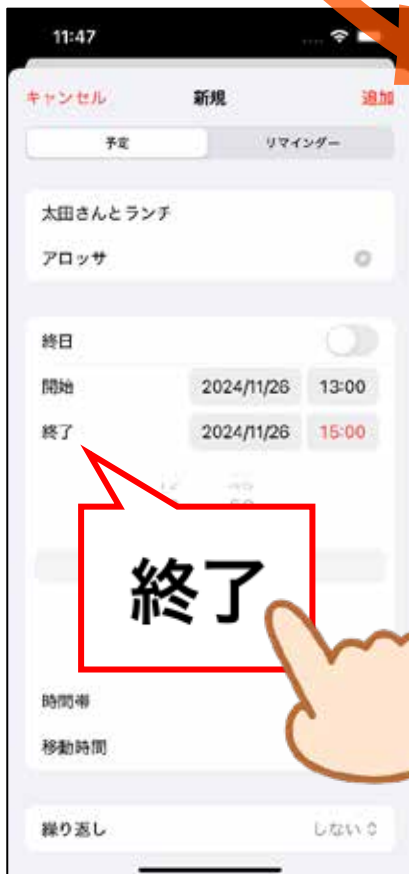 11:47
キャンセル 新規 追加
予定 リマインダー
太田さんとランチ
アロッサ
終日
開始 2024/11/26 13:00
終了 2024/11/26 15:00
終了
時間帯
移動時間
繰り返し しない